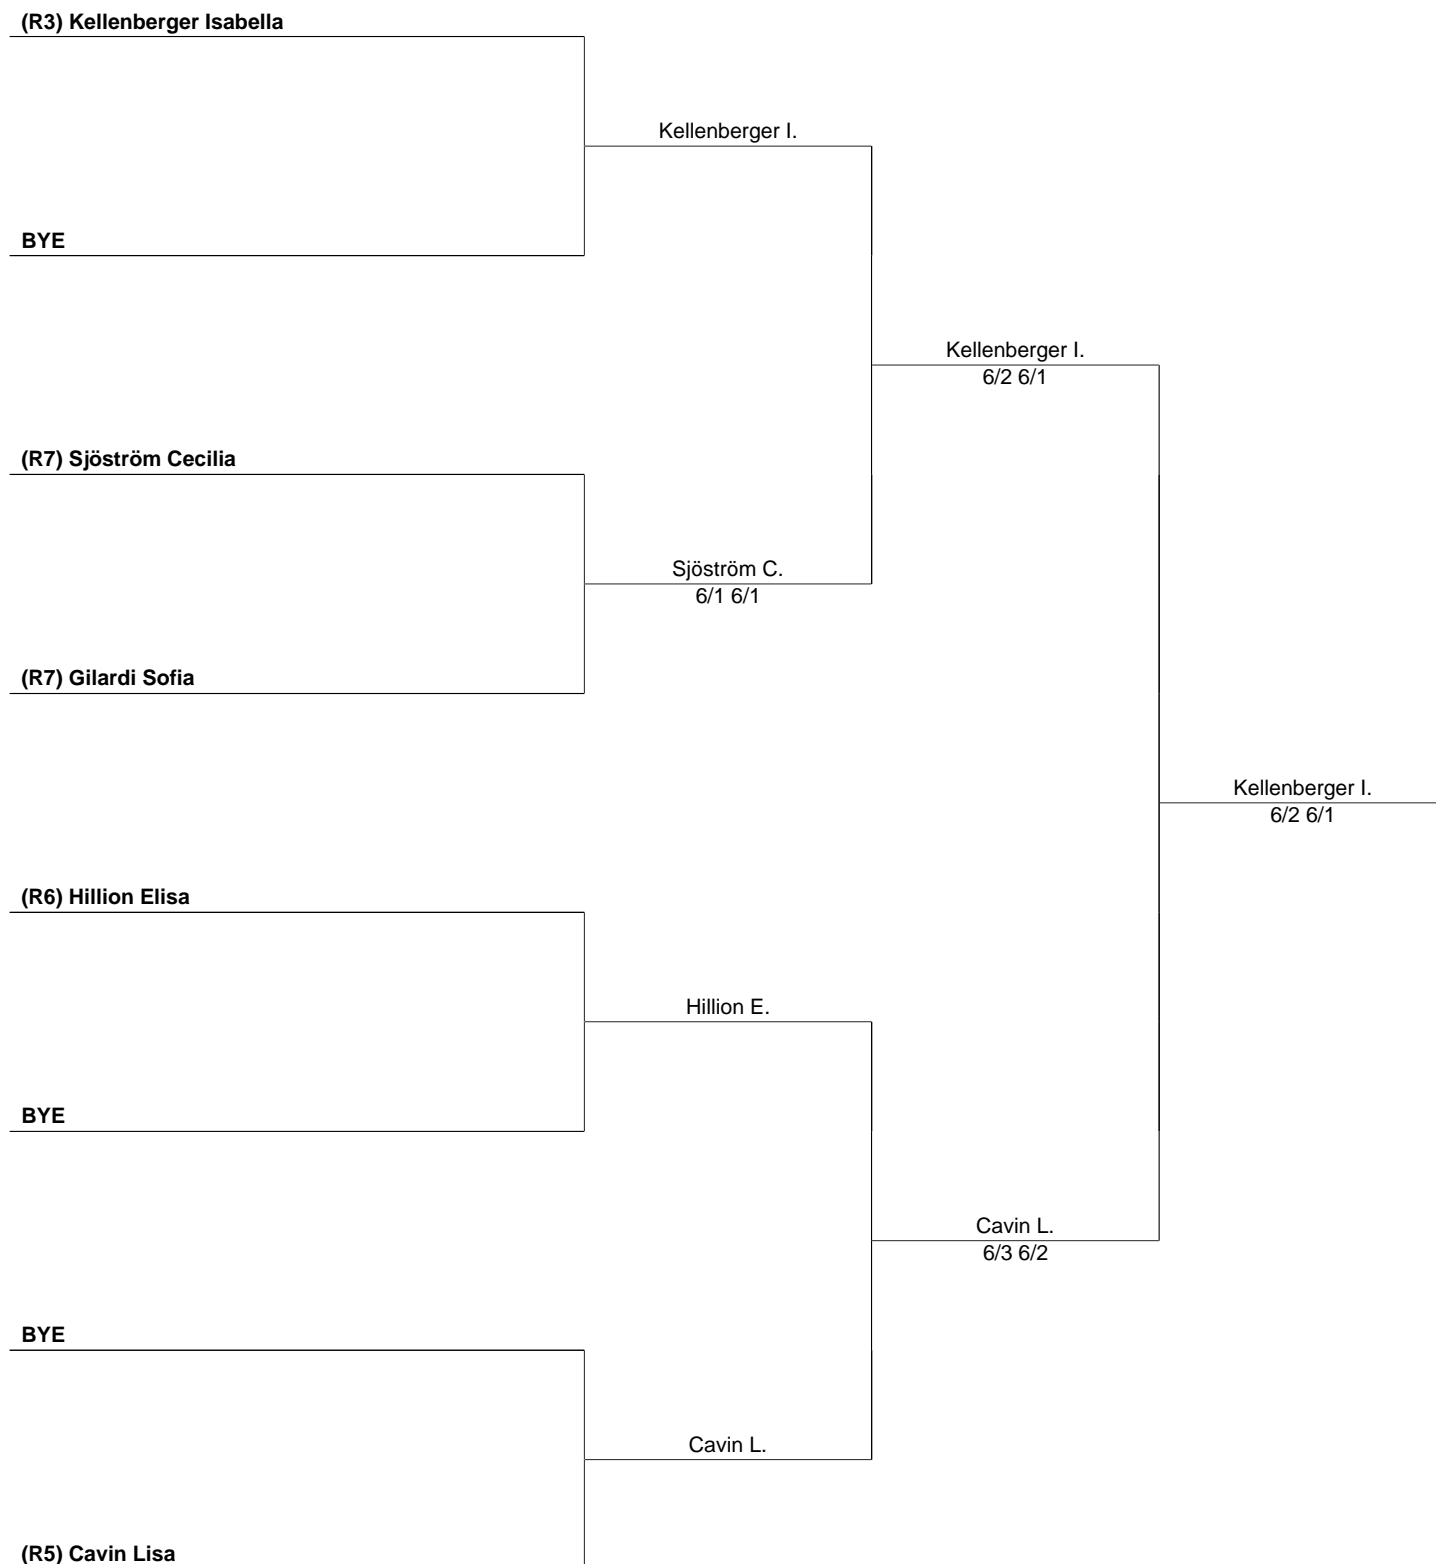 (R3) Kellenberger Isabella
Kellenberger I.
BYE
Kellenberger I.
6/2 6/1
(R7) Sjöström Cecilia
Sjöström C.
6/1 6/1
(R7) Gilardi Sofia
Kellenberger I.
6/2 6/1
(R6) Hillion Elisa
Hillion E.
BYE
Cavin L.
6/3 6/2
BYE
Cavin L.
(R5) Cavin Lisa